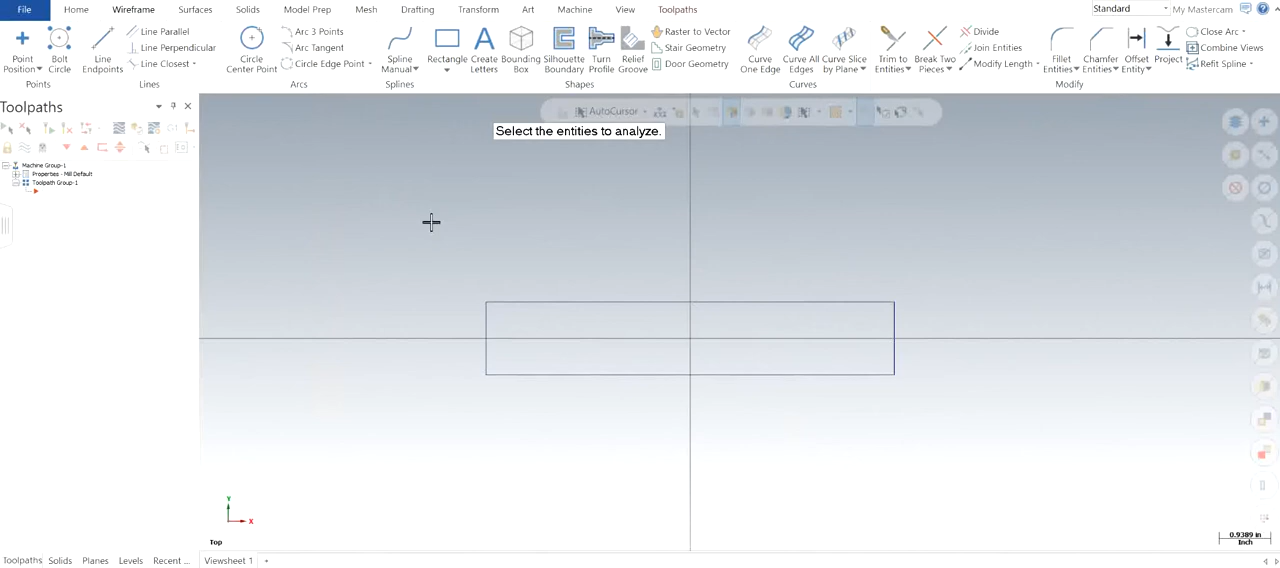 File Home Wireframe Surfaces Solids Model Prep Mesh Drafting Transform Art Machine View Toolpaths Standard My Mastercam
Point Position
Bolt Circle
Points
Line Endpoints
Line Parallel
Line Perpendicular
Line Closest
Lines
Circle Center Point
Arc 3 Points
Arc Tangent
Circle Edge Point
Arcs
Spline Manual
Splines
Rectangle
Create Letters
Bounding Box
Silhouette Boundary
Turn Profile
Relief Groove
Raster to Vector
Stair Geometry
Door Geometry
Shapes
Curve One Edge
Curve All Edges
Curve Slice by Plane
Curves
Trim to Entities
Break Two Pieces
Divide
Join Entities
Modify Length
Fillet Entities
Chamfer Entities
Offset Entity
Project
Close Arc
Combine Views
Refit Spline
Modify
Toolpaths
Machine Group-1
Properties - Mill Default
Toolpath Group-1
AutoCursor
Select the entities to analyze.
Y
X
Top
0.9389 in
Inch
Toolpaths Solids Planes Levels Recent ...
Viewsheet 1 +